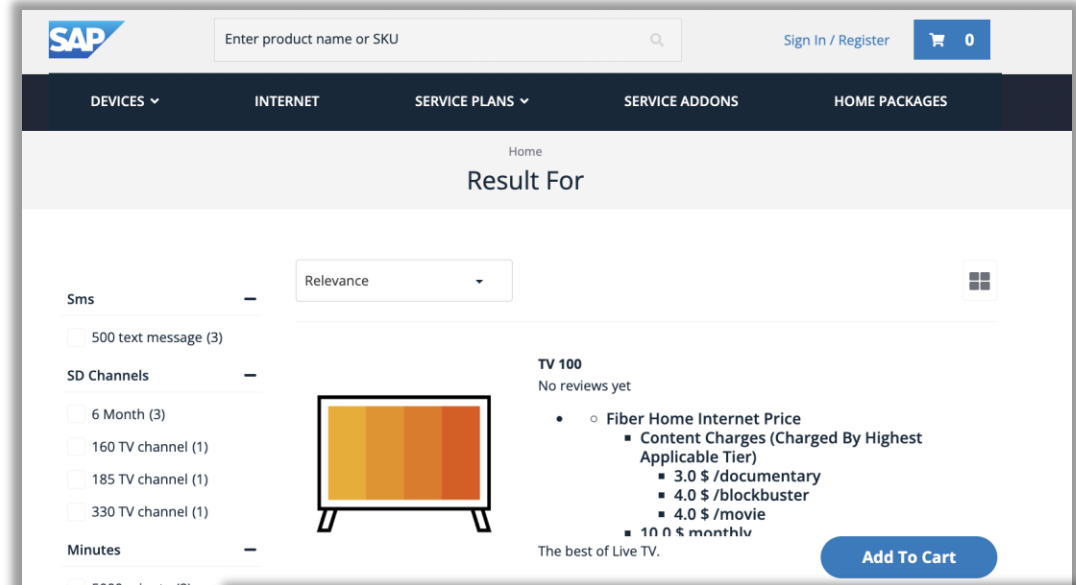 SAP
Enter product name or SKU
Sign In / Register
0
DEVICES
INTERNET
SERVICE PLANS
SERVICE ADDONS
HOME PACKAGES
Home
Result For
Relevance
Sms
500 text message (3)
SD Channels
6 Month (3)
160 TV channel (1)
185 TV channel (1)
330 TV channel (1)
Minutes
TV 100
No reviews yet
Fiber Home Internet Price
Content Charges (Charged By Highest
Applicable Tier)
3.0 $ /documentary
4.0 $ /blockbuster
4.0 $ /movie
10.0 $ monthly
The best of Live TV.
Add To Cart